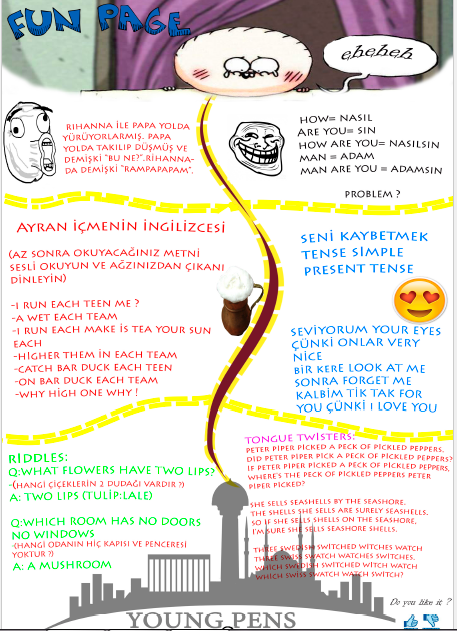 FUN PAGE
eheheh
RIHANNA İLE PAPA YOLDA
YÜRÜYORLARMIŞ. PAPA
YOLDA TAKILIP DÜŞMÜŞ VE
DEMİŞKİ "BU NE?".RİHANNA-
DA DEMİŞKİ "RAMPAPAPAM".
HOW= NASIL
ARE YOU= SIN
HOW ARE YOU= NASILSIN
MAN = ADAM
MAN ARE YOU = ADAMSIN
PROBLEM ?
AYRAN İÇMENİN İNGİLİZCESİ
(AZ SONRA OKUYACAĞINIZ METNİ
SESLİ OKUYUN VE AĞZINIZDAN ÇIKANI
DİNLEYİN)
-I RUN EACH TEEN ME ?
-A WET EACH TEAM
-I RUN EACH MAKE IS TEA YOUR SUN
EACH
-HİGHER THEM İN EACH TEAM
-CATCH BAR DUCK EACH TEEN
-ON BAR DUCK EACH TEAM
-WHY HIGH ONE WHY !
SENİ KAYBETMEK
TENSE SİMPLE
PRESENT TENSE
SEVİYORUM YOUR EYES
ÇÜNKİ ONLAR VERY
NİCE
BİR KERE LOOK AT ME
SONRA FORGET ME
KALBİM TİK TAK FOR
YOU ÇÜNKİ I LOVE YOU
RIDDLES:
Q:WHAT FLOWERS HAVE TWO LIPS?
-(HANGİ ÇİÇEKLERİN 2 DUDAĞI VARDIR ?)
A: TWO LIPS (TULİP:LALE)
Q:WHICH ROOM HAS NO DOORS
NO WINDOWS
-(HANGİ ODANIN HİÇ KAPISI VE PENCERESİ
YOKTUR ?)
A: A MUSHROOM
TONGUE TWISTERS:
PETER PIPER PICKED A PECK OF PICKLED PEPPERS.
DID PETER PIPER PICK A PECK OF PICKLED PEPPERS?
IF PETER PIPER PICKED A PECK OF PICKLED PEPPERS,
WHERE'S THE PECK OF PICKLED PEPPERS PETER
PIPER PICKED?
SHE SELLS SEASHELLS BY THE SEASHORE.
THE SHELLS SHE SELLS ARE SURELY SEASHELLS.
SO IF SHE SELLS SHELLS ON THE SEASHORE,
I'M SURE SHE SELLS SEASHORE SHELLS.
THREE SWEDISH SWITCHED WITCHES WATCH
THREE SWISS SWATCH WATCHES SWITCHES.
WHICH SWEDISH SWITCHED WITCH WATCH
WHICH SWISS SWATCH WATCH SWITCH?
Do you like it ?
YOUNG PENS